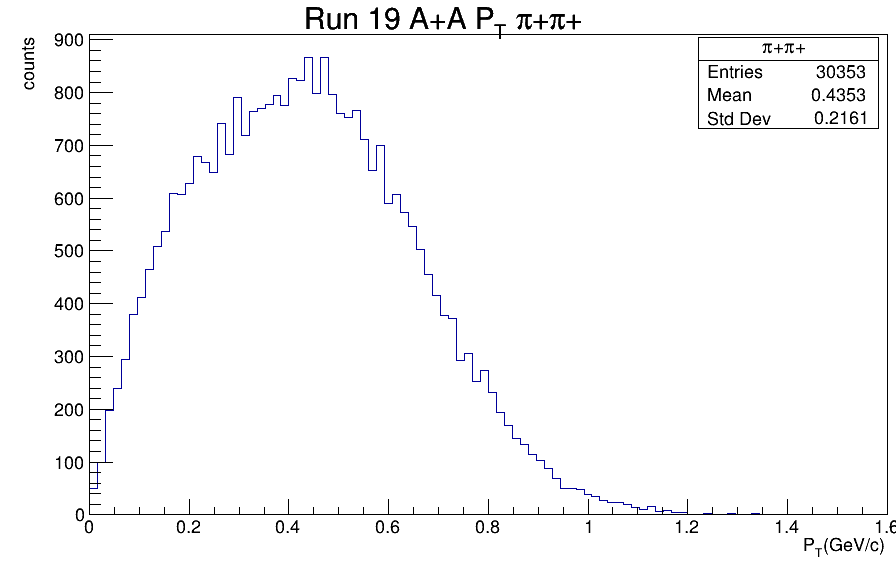 Run 19 A+A P_T π+π+
counts
π+π+
Entries 30353
Mean 0.4353
Std Dev 0.2161
900
800
700
600
500
400
300
200
100
0
0 0.2 0.4 0.6 0.8 1 1.2 1.4 1.6
P_T(GeV/c)